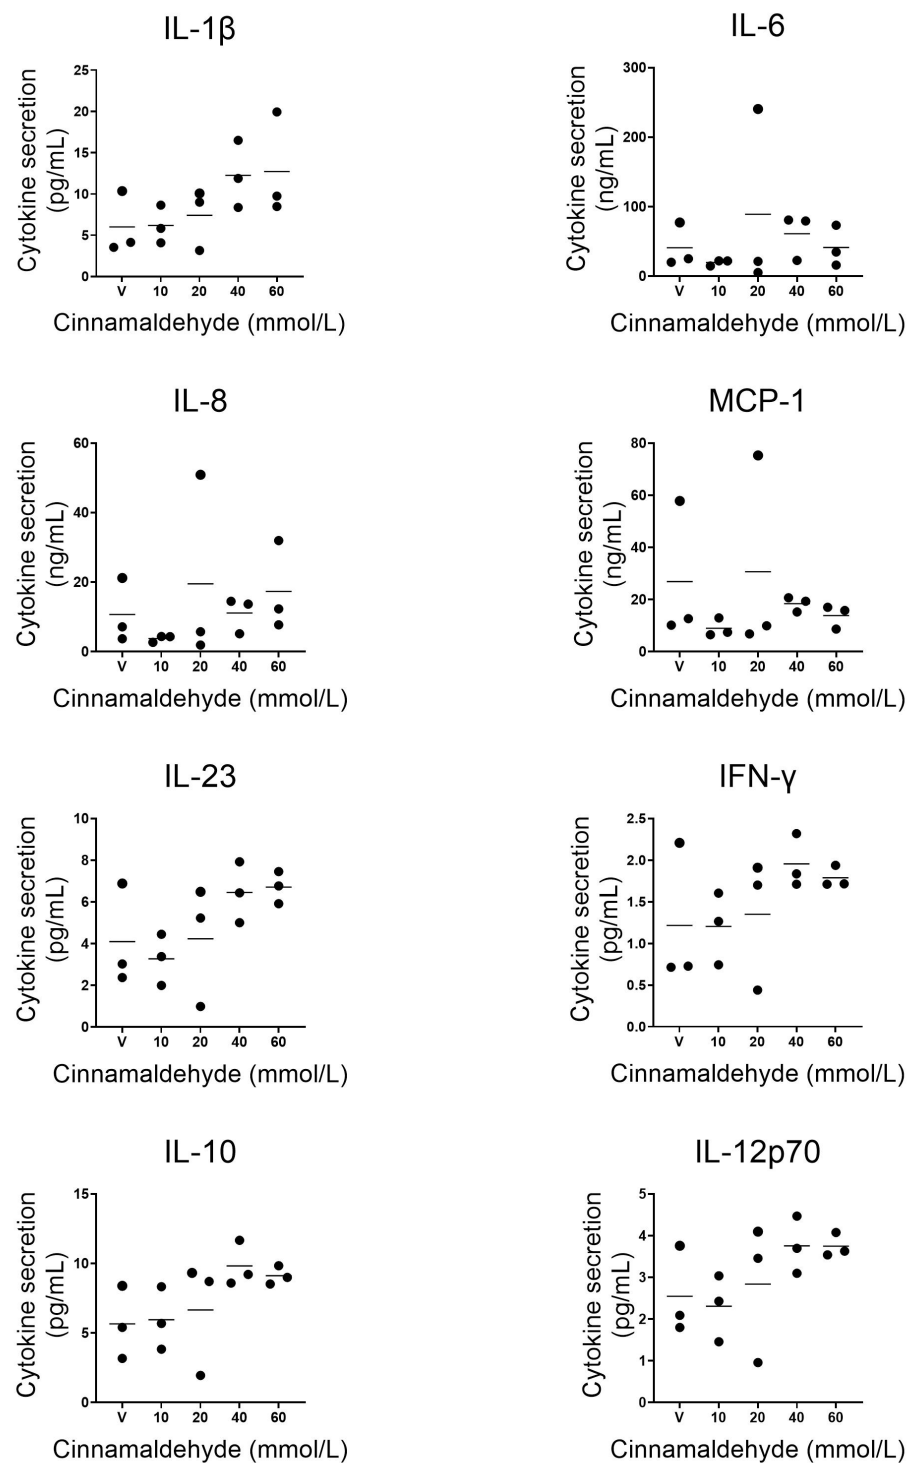 IL-1β
Cytokine secretion
(pg/mL)
25
20
15
10
5
0
V 10 20 40 60
Cinnamaldehyde (mmol/L)
IL-6
Cytokine secretion
(ng/mL)
300
200
100
0
V 10 20 40 60
Cinnamaldehyde (mmol/L)
IL-8
Cytokine secretion
(ng/mL)
60
40
20
0
V 10 20 40 60
Cinnamaldehyde (mmol/L)
MCP-1
Cytokine secretion
(ng/mL)
80
60
40
20
0
V 10 20 40 60
Cinnamaldehyde (mmol/L)
IL-23
Cytokine secretion
(pg/mL)
10
8
6
4
2
0
V 10 20 40 60
Cinnamaldehyde (mmol/L)
IFN-γ
Cytokine secretion
(pg/mL)
2.5
2.0
1.5
1.0
0.5
0.0
V 10 20 40 60
Cinnamaldehyde (mmol/L)
IL-10
Cytokine secretion
(pg/mL)
15
10
5
0
V 10 20 40 60
Cinnamaldehyde (mmol/L)
IL-12p70
Cytokine secretion
(pg/mL)
5
4
3
2
1
0
V 10 20 40 60
Cinnamaldehyde (mmol/L)